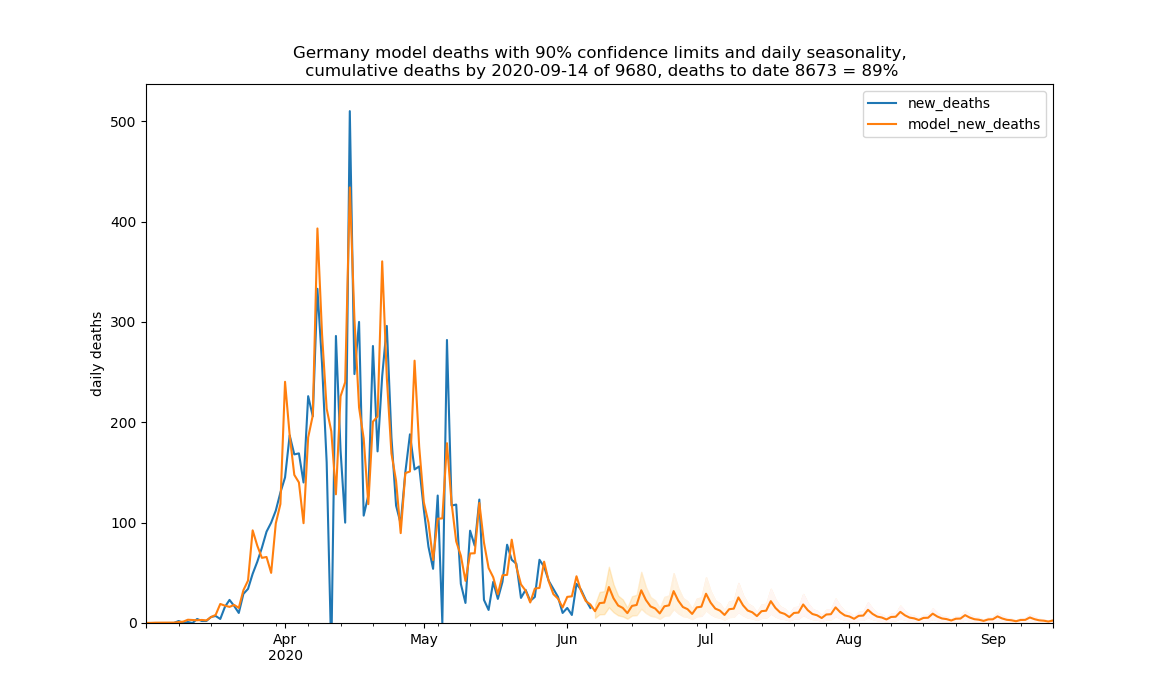 Germany model deaths with 90% confidence limits and daily seasonality,
cumulative deaths by 2020-09-14 of 9680, deaths to date 8673 = 89%
new_deaths
model_new_deaths
daily deaths
500
400
300
200
100
0
Apr
2020
May
Jun
Jul
Aug
Sep